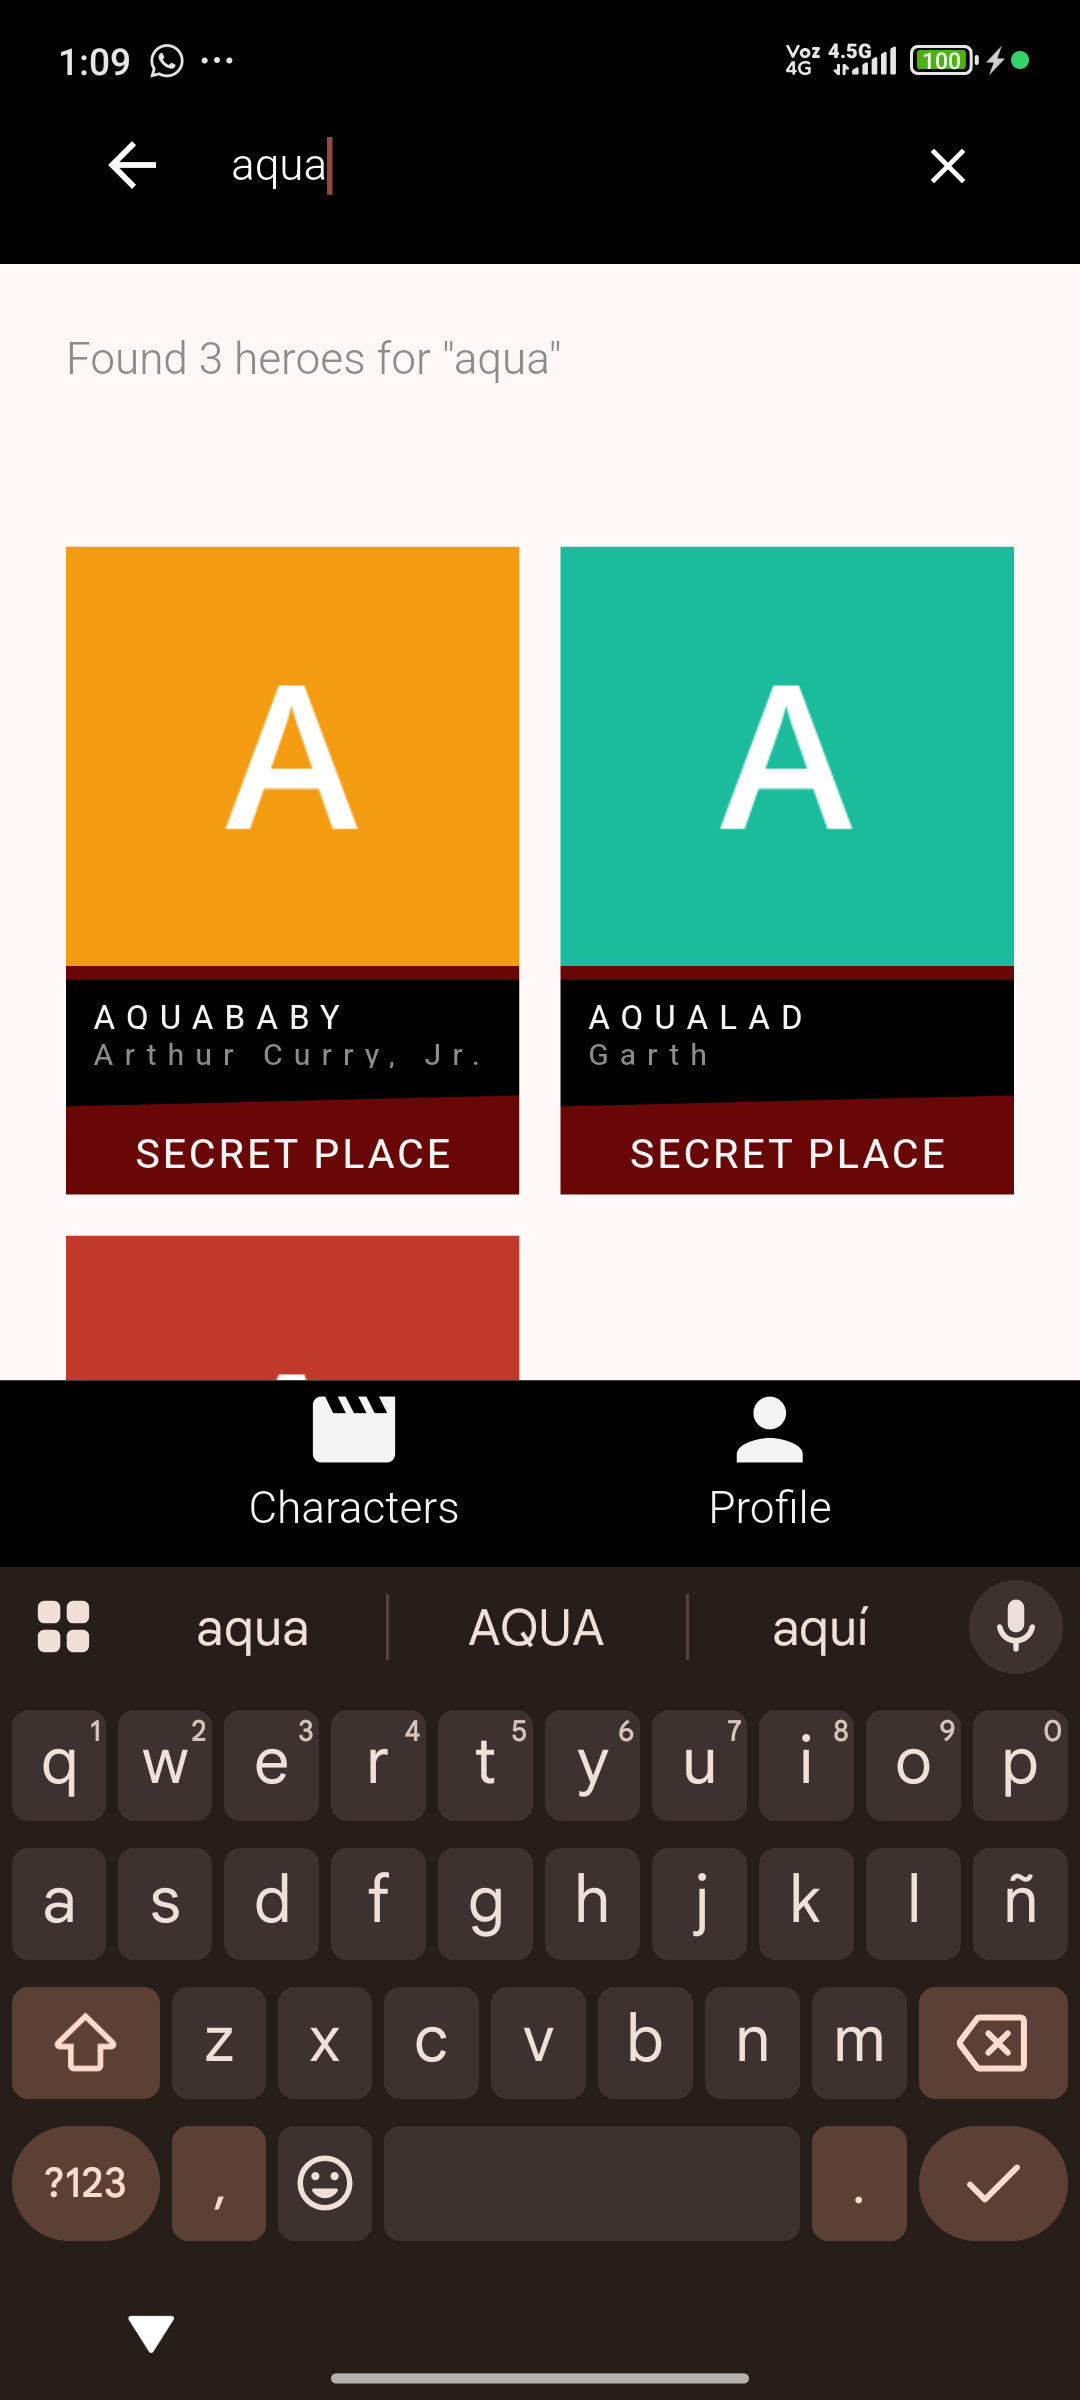 1:09 ... Voz 4G 4.5G 100
aqua
Found 3 heroes for "aqua"
A A
AQUABABY AQUALAD
Arthur Curry, Jr. Garth
SECRET PLACE SECRET PLACE
Characters Profile
aqua AQUA aquí
1 2 3 4 5 6 7 8 9 0
q w e r t y u i o p
a s d f g h j k l ñ
z x c v b n m
?123 , .